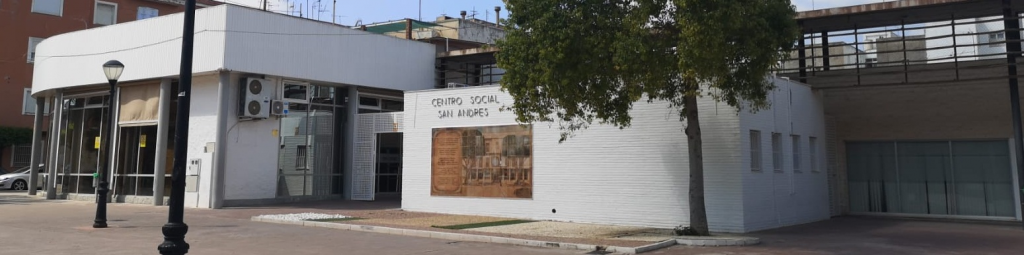 CENTRO SOCIAL
SAN ANDRES